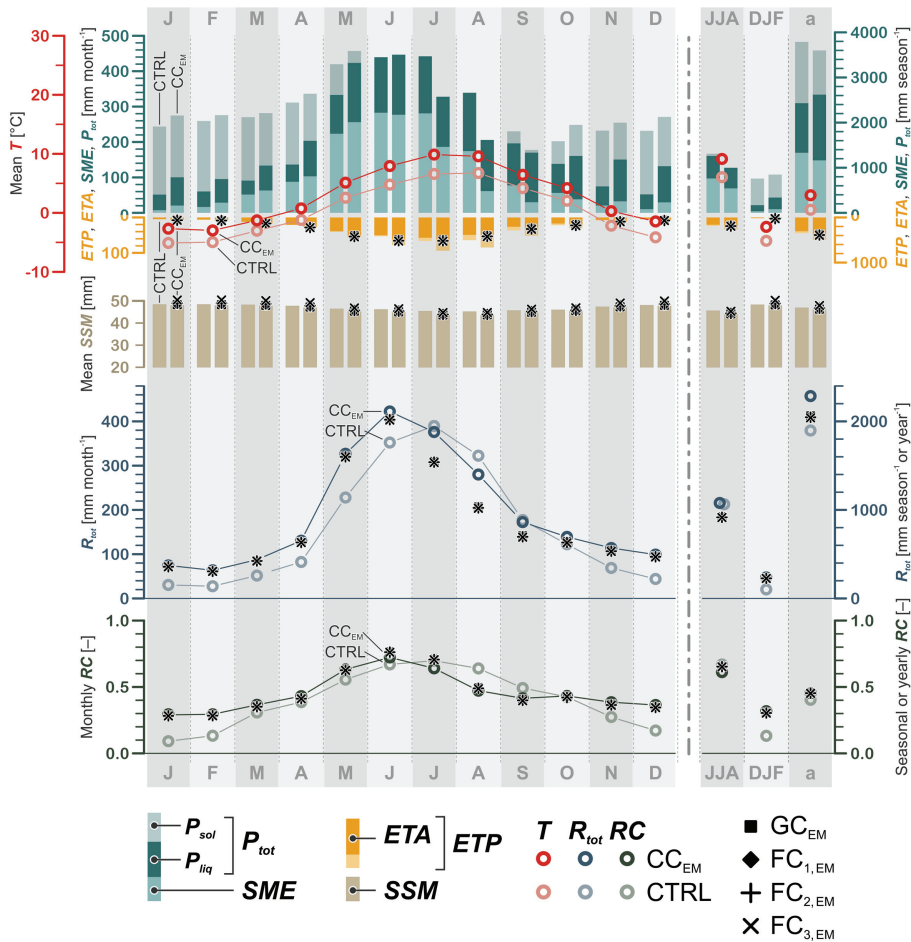 J F M A M J J A S O N D JJA DJF a
30 20 10 0 -10
Mean T [°C]
500 400 300 200 100 0 100
ETP, ETA, SME, P_tot [mm month⁻¹]
4000 3000 2000 1000 0 1000
ETP, ETA, SME, P_tot [mm season⁻¹]
CTRL
CC_EM
CC_EM
CTRL
CTRL
CC_EM
50 40 30 20
Mean SSM [mm]
400 300 200 100 0
R_tot [mm month⁻¹]
2000 1000 0
R_tot [mm season⁻¹ or year⁻¹]
CC_EM
CTRL
1.0 0.5 0.0
Monthly RC [–]
1.0 0.5 0.0
Seasonal or yearly RC [–]
CC_EM
CTRL
J F M A M J J A S O N D JJA DJF a
P_sol
P_liq
P_tot
SME
ETA
ETP
SSM
T R_tot RC
CC_EM
CTRL
GC_EM
FC_1,EM
FC_2,EM
FC_3,EM